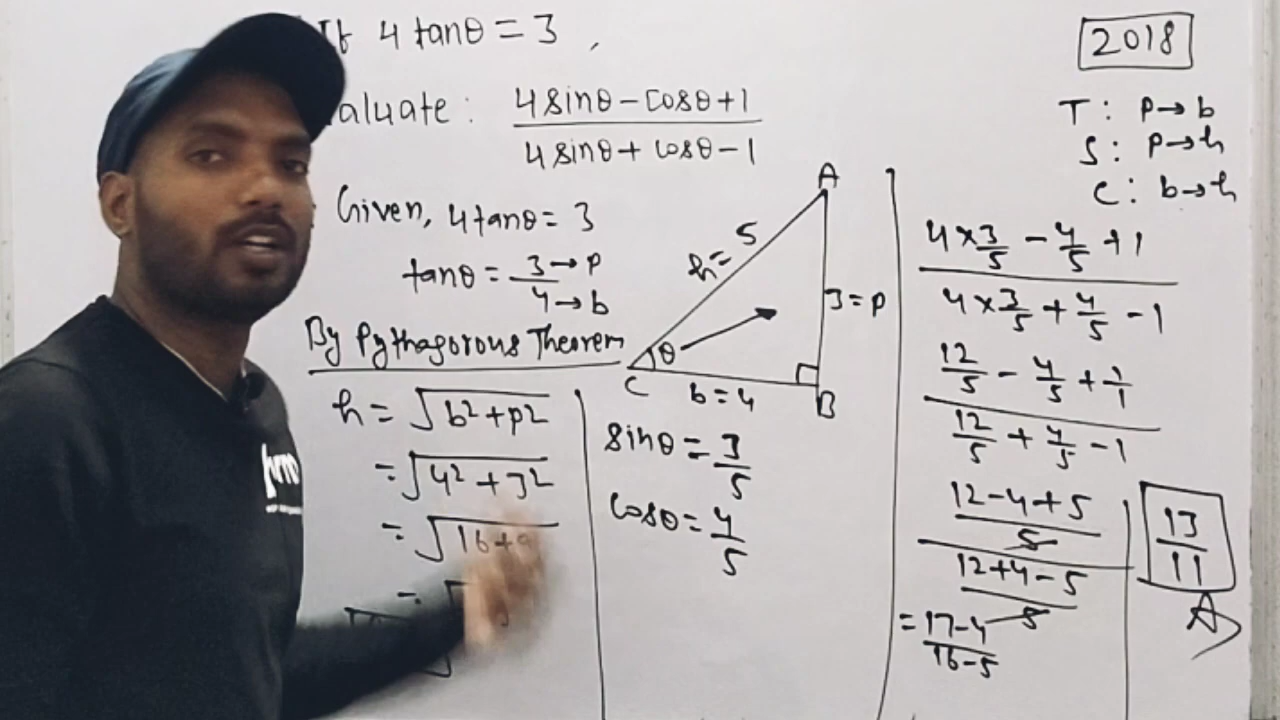 If 4 tanθ = 3 ,
2018
aluate : 4 sinθ - cosθ + 1
4 sinθ + cosθ - 1
T : p → b
S : p → h
C : b → h
Given, 4 tanθ = 3
tanθ = 3 → p
4 → b
By Pythagorous Theorem
h = √b² + p²
= √4² + 3²
= √16 +
=
A
h = 5
3 = p
θ
C
b = 4
B
sinθ = 3/5
cosθ = 4/5
4 × 3/5 - 4/5 + 1
4 × 3/5 + 4/5 - 1
12/5 - 4/5 + 1/1
12/5 + 4/5 - 1
12 - 4 + 5
5
12 + 4 - 5
5
= 17 - 4
16 - 5
13
11
A